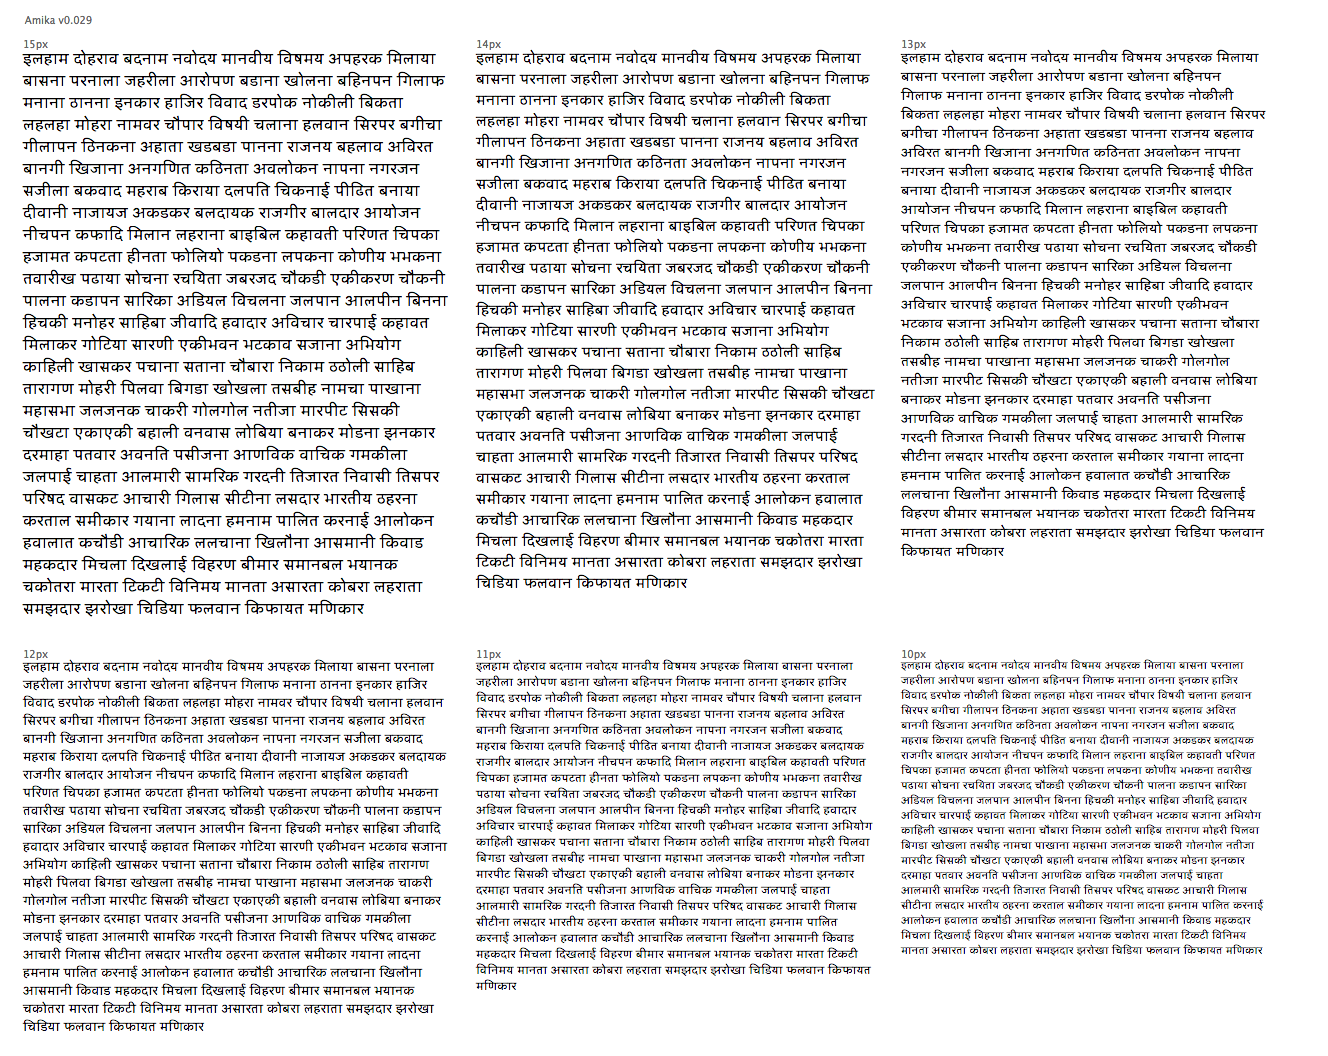 Amika v0.029
15px
इलहाम दोहराव बदनाम नवोदय मानवीय विषमय अपहरक मिलाया
बासना परनाला जहरीला आरोपण बडाना खोलना बहिनपन गिलाफ
मनाना ठानना इनकार हाजिर विवाद डरपोक नोकीली बिकता
लहलहा मोहरा नामवर चौपार विषयी चलाना हलवान सिरपर बगीचा
गीलापन ठिनकना अहाता खडबडा पानना राजनय बहलाव अविरत
बानगी खिजाना अनगणित कठिनता अवलोकन नापना नगरजन
सजीला बकवाद महराब किराया दलपति चिकनाई पीढित बनाया
दीवानी नाजायज अकडकर बलदायक राजगीर बालदार आयोजन
नीचपन कफादि मिलान लहराना बाइबिल कहावती परिणत चिपका
हजामत कपटता हीनता फोलियो पकडना लपकना कोणीय भभकना
तवारीख पढाया सोचना रचयिता जबरजद चौकडी एकीकरण चौकनी
पालना कडापन सारिका अडियल विचलना जलपान आलपीन बिनना
हिचकी मनोहर साहिबा जीवादि हवादार अविचार चारपाई कहावत
मिलाकर गोटिया सारणी एकीभवन भटकाव सजाना अभियोग
काहिली खासकर पचाना सताना चौबारा निकाम ठठोली साहिब
तारागण मोहरी पिलवा बिगडा खोखला तसबीह नामचा पाखाना
महासभा जलजनक चाकरी गोलगोल नतीजा मारपीट सिसकी
चौखटा एकाएकी बहाली वनवास लोबिया बनाकर मोडना झनकार
दरमाहा पतवार अवनति पसीजना आणविक वाचिक गमकीला
जलपाई चाहता आलमारी सामरिक गरदनी तिजारत निवासी तिसपर
परिषद वासकट आचारी गिलास सीटीना लसदार भारतीय ठहरना
करताल समीकार गयाना लादना हमनाम पालित करनाई आलोकन
हवालात कचौडी आचारिक ललचाना खिलौना आसमानी किवाड
महकदार मिचला दिखलाई विहरण बीमार समानबल भयानक
चकोतरा मारता टिकटी विनिमय मानता असारता कोबरा लहराता
समझदार झरोखा चिडिया फलवान किफायत मणिकार
14px
इलहाम दोहराव बदनाम नवोदय मानवीय विषमय अपहरक मिलाया
बासना परनाला जहरीला आरोपण बडाना खोलना बहिनपन गिलाफ
मनाना ठानना इनकार हाजिर विवाद डरपोक नोकीली बिकता
लहलहा मोहरा नामवर चौपार विषयी चलाना हलवान सिरपर बगीचा
गीलापन ठिनकना अहाता खडबडा पानना राजनय बहलाव अविरत
बानगी खिजाना अनगणित कठिनता अवलोकन नापना नगरजन
सजीला बकवाद महराब किराया दलपति चिकनाई पीढित बनाया
दीवानी नाजायज अकडकर बलदायक राजगीर बालदार आयोजन
नीचपन कफादि मिलान लहराना बाइबिल कहावती परिणत चिपका
हजामत कपटता हीनता फोलियो पकडना लपकना कोणीय भभकना
तवारीख पढाया सोचना रचयिता जबरजद चौकडी एकीकरण चौकनी
पालना कडापन सारिका अडियल विचलना जलपान आलपीन बिनना
हिचकी मनोहर साहिबा जीवादि हवादार अविचार चारपाई कहावत
मिलाकर गोटिया सारणी एकीभवन भटकाव सजाना अभियोग
काहिली खासकर पचाना सताना चौबारा निकाम ठठोली साहिब
तारागण मोहरी पिलवा बिगडा खोखला तसबीह नामचा पाखाना
महासभा जलजनक चाकरी गोलगोल नतीजा मारपीट सिसकी चौखटा
एकाएकी बहाली वनवास लोबिया बनाकर मोडना झनकार दरमाहा
पतवार अवनति पसीजना आणविक वाचिक गमकीला जलपाई
चाहता आलमारी सामरिक गरदनी तिजारत निवासी तिसपर परिषद
वासकट आचारी गिलास सीटीना लसदार भारतीय ठहरना करताल
समीकार गयाना लादना हमनाम पालित करनाई आलोकन हवालात
कचौडी आचारिक ललचाना खिलौना आसमानी किवाड महकदार
मिचला दिखलाई विहरण बीमार समानबल भयानक चकोतरा मारता
टिकटी विनिमय मानता असारता कोबरा लहराता समझदार झरोखा
चिडिया फलवान किफायत मणिकार
13px
इलहाम दोहराव बदनाम नवोदय मानवीय विषमय अपहरक मिलाया
बासना परनाला जहरीला आरोपण बडाना खोलना बहिनपन
गिलाफ मनाना ठानना इनकार हाजिर विवाद डरपोक नोकीली
बिकता लहलहा मोहरा नामवर चौपार विषयी चलाना हलवान सिरपर
बगीचा गीलापन ठिनकना अहाता खडबडा पानना राजनय बहलाव
अविरत बानगी खिजाना अनगणित कठिनता अवलोकन नापना
नगरजन सजीला बकवाद महराब किराया दलपति चिकनाई पीढित
बनाया दीवानी नाजायज अकडकर बलदायक राजगीर बालदार
आयोजन नीचपन कफादि मिलान लहराना बाइबिल कहावती
परिणत चिपका हजामत कपटता हीनता फोलियो पकडना लपकना
कोणीय भभकना तवारीख पढाया सोचना रचयिता जबरजद चौकडी
एकीकरण चौकनी पालना कडापन सारिका अडियल विचलना
जलपान आलपीन बिनना हिचकी मनोहर साहिबा जीवादि हवादार
अविचार चारपाई कहावत मिलाकर गोटिया सारणी एकीभवन
भटकाव सजाना अभियोग काहिली खासकर पचाना सताना चौबारा
निकाम ठठोली साहिब तारागण मोहरी पिलवा बिगडा खोखला
तसबीह नामचा पाखाना महासभा जलजनक चाकरी गोलगोल
नतीजा मारपीट सिसकी चौखटा एकाएकी बहाली वनवास लोबिया
बनाकर मोडना झनकार दरमाहा पतवार अवनति पसीजना
आणविक वाचिक गमकीला जलपाई चाहता आलमारी सामरिक
गरदनी तिजारत निवासी तिसपर परिषद वासकट आचारी गिलास
सीटीना लसदार भारतीय ठहरना करताल समीकार गयाना लादना
हमनाम पालित करनाई आलोकन हवालात कचौडी आचारिक
ललचाना खिलौना आसमानी किवाड महकदार मिचला दिखलाई
विहरण बीमार समानबल भयानक चकोतरा मारता टिकटी विनिमय
मानता असारता कोबरा लहराता समझदार झरोखा चिडिया फलवान
किफायत मणिकार
12px
इलहाम दोहराव बदनाम नवोदय मानवीय विषमय अपहरक मिलाया बासना परनाला
जहरीला आरोपण बडाना खोलना बहिनपन गिलाफ मनाना ठानना इनकार हाजिर
विवाद डरपोक नोकीली बिकता लहलहा मोहरा नामवर चौपार विषयी चलाना हलवान
सिरपर बगीचा गीलापन ठिनकना अहाता खडबडा पानना राजनय बहलाव अविरत
बानगी खिजाना अनगणित कठिनता अवलोकन नापना नगरजन सजीला बकवाद
महराब किराया दलपति चिकनाई पीढित बनाया दीवानी नाजायज अकडकर बलदायक
राजगीर बालदार आयोजन नीचपन कफादि मिलान लहराना बाइबिल कहावती
परिणत चिपका हजामत कपटता हीनता फोलियो पकडना लपकना कोणीय भभकना
तवारीख पढाया सोचना रचयिता जबरजद चौकडी एकीकरण चौकनी पालना कडापन
सारिका अडियल विचलना जलपान आलपीन बिनना हिचकी मनोहर साहिबा जीवादि
हवादार अविचार चारपाई कहावत मिलाकर गोटिया सारणी एकीभवन भटकाव सजाना
अभियोग काहिली खासकर पचाना सताना चौबारा निकाम ठठोली साहिब तारागण
मोहरी पिलवा बिगडा खोखला तसबीह नामचा पाखाना महासभा जलजनक चाकरी
गोलगोल नतीजा मारपीट सिसकी चौखटा एकाएकी बहाली वनवास लोबिया बनाकर
मोडना झनकार दरमाहा पतवार अवनति पसीजना आणविक वाचिक गमकीला
जलपाई चाहता आलमारी सामरिक गरदनी तिजारत निवासी तिसपर परिषद वासकट
आचारी गिलास सीटीना लसदार भारतीय ठहरना करताल समीकार गयाना लादना
हमनाम पालित करनाई आलोकन हवालात कचौडी आचारिक ललचाना खिलौना
आसमानी किवाड महकदार मिचला दिखलाई विहरण बीमार समानबल भयानक
चकोतरा मारता टिकटी विनिमय मानता असारता कोबरा लहराता समझदार झरोखा
चिडिया फलवान किफायत मणिकार
11px
इलहाम दोहराव बदनाम नवोदय मानवीय विषमय अपहरक मिलाया बासना परनाला
जहरीला आरोपण बडाना खोलना बहिनपन गिलाफ मनाना ठानना इनकार हाजिर
विवाद डरपोक नोकीली बिकता लहलहा मोहरा नामवर चौपार विषयी चलाना हलवान
सिरपर बगीचा गीलापन ठिनकना अहाता खडबडा पानना राजनय बहलाव अविरत
बानगी खिजाना अनगणित कठिनता अवलोकन नापना नगरजन सजीला बकवाद
महराब किराया दलपति चिकनाई पीढित बनाया दीवानी नाजायज अकडकर बलदायक
राजगीर बालदार आयोजन नीचपन कफादि मिलान लहराना बाइबिल कहावती परिणत
चिपका हजामत कपटता हीनता फोलियो पकडना लपकना कोणीय भभकना तवारीख
पढाया सोचना रचयिता जबरजद चौकडी एकीकरण चौकनी पालना कडापन सारिका
अडियल विचलना जलपान आलपीन बिनना हिचकी मनोहर साहिबा जीवादि हवादार
अविचार चारपाई कहावत मिलाकर गोटिया सारणी एकीभवन भटकाव सजाना अभियोग
काहिली खासकर पचाना सताना चौबारा निकाम ठठोली साहिब तारागण मोहरी पिलवा
बिगडा खोखला तसबीह नामचा पाखाना महासभा जलजनक चाकरी गोलगोल नतीजा
मारपीट सिसकी चौखटा एकाएकी बहाली वनवास लोबिया बनाकर मोडना झनकार
दरमाहा पतवार अवनति पसीजना आणविक वाचिक गमकीला जलपाई चाहता
आलमारी सामरिक गरदनी तिजारत निवासी तिसपर परिषद वासकट आचारी गिलास
सीटीना लसदार भारतीय ठहरना करताल समीकार गयाना लादना हमनाम पालित
करनाई आलोकन हवालात कचौडी आचारिक ललचाना खिलौना आसमानी किवाड
महकदार मिचला दिखलाई विहरण बीमार समानबल भयानक चकोतरा मारता टिकटी
विनिमय मानता असारता कोबरा लहराता समझदार झरोखा चिडिया फलवान किफायत
मणिकार
10px
इलहाम दोहराव बदनाम नवोदय मानवीय विषमय अपहरक मिलाया बासना परनाला
जहरीला आरोपण बडाना खोलना बहिनपन गिलाफ मनाना ठानना इनकार हाजिर
विवाद डरपोक नोकीली बिकता लहलहा मोहरा नामवर चौपार विषयी चलाना हलवान
सिरपर बगीचा गीलापन ठिनकना अहाता खडबडा पानना राजनय बहलाव अविरत
बानगी खिजाना अनगणित कठिनता अवलोकन नापना नगरजन सजीला बकवाद
महराब किराया दलपति चिकनाई पीढित बनाया दीवानी नाजायज अकडकर बलदायक
राजगीर बालदार आयोजन नीचपन कफादि मिलान लहराना बाइबिल कहावती परिणत
चिपका हजामत कपटता हीनता फोलियो पकडना लपकना कोणीय भभकना तवारीख
पढाया सोचना रचयिता जबरजद चौकडी एकीकरण चौकनी पालना कडापन सारिका
अडियल विचलना जलपान आलपीन बिनना हिचकी मनोहर साहिबा जीवादि हवादार
अविचार चारपाई कहावत मिलाकर गोटिया सारणी एकीभवन भटकाव सजाना अभियोग
काहिली खासकर पचाना सताना चौबारा निकाम ठठोली साहिब तारागण मोहरी पिलवा
बिगडा खोखला तसबीह नामचा पाखाना महासभा जलजनक चाकरी गोलगोल नतीजा
मारपीट सिसकी चौखटा एकाएकी बहाली वनवास लोबिया बनाकर मोडना झनकार
दरमाहा पतवार अवनति पसीजना आणविक वाचिक गमकीला जलपाई चाहता
आलमारी सामरिक गरदनी तिजारत निवासी तिसपर परिषद वासकट आचारी गिलास
सीटीना लसदार भारतीय ठहरना करताल समीकार गयाना लादना हमनाम पालित करनाई
आलोकन हवालात कचौडी आचारिक ललचाना खिलौना आसमानी किवाड महकदार
मिचला दिखलाई विहरण बीमार समानबल भयानक चकोतरा मारता टिकटी विनिमय
मानता असारता कोबरा लहराता समझदार झरोखा चिडिया फलवान किफायत मणिकार